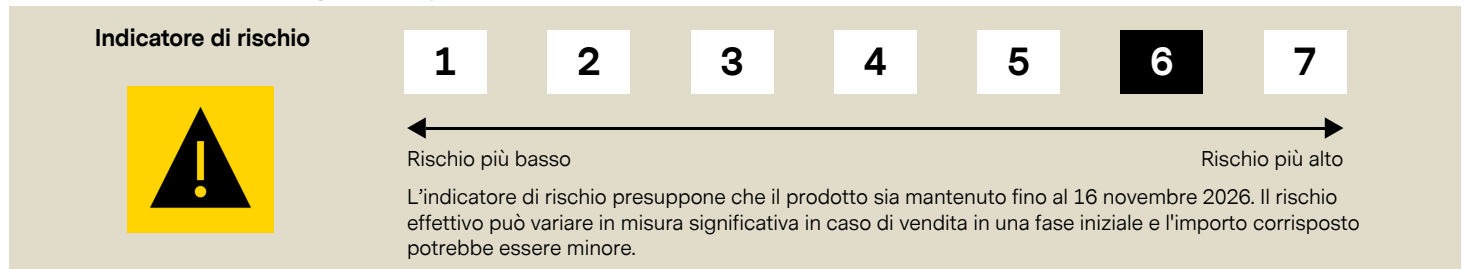 Indicatore di rischio
1 2 3 4 5 6 7
Rischio più basso Rischio più alto
L'indicatore di rischio presuppone che il prodotto sia mantenuto fino al 16 novembre 2026. Il rischio
effettivo può variare in misura significativa in caso di vendita in una fase iniziale e l'importo corrisposto
potrebbe essere minore.